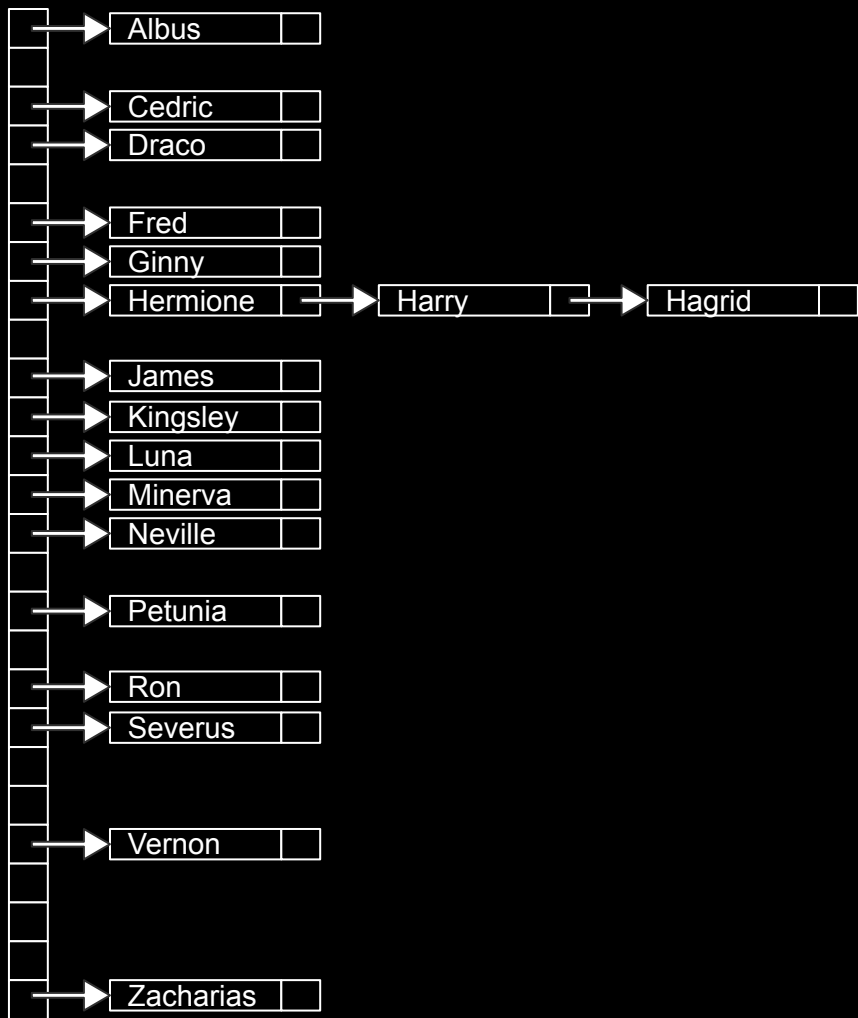 Albus
Cedric
Draco
Fred
Ginny
Hermione Harry Hagrid
James
Kingsley
Luna
Minerva
Neville
Petunia
Ron
Severus
Vernon
Zacharias